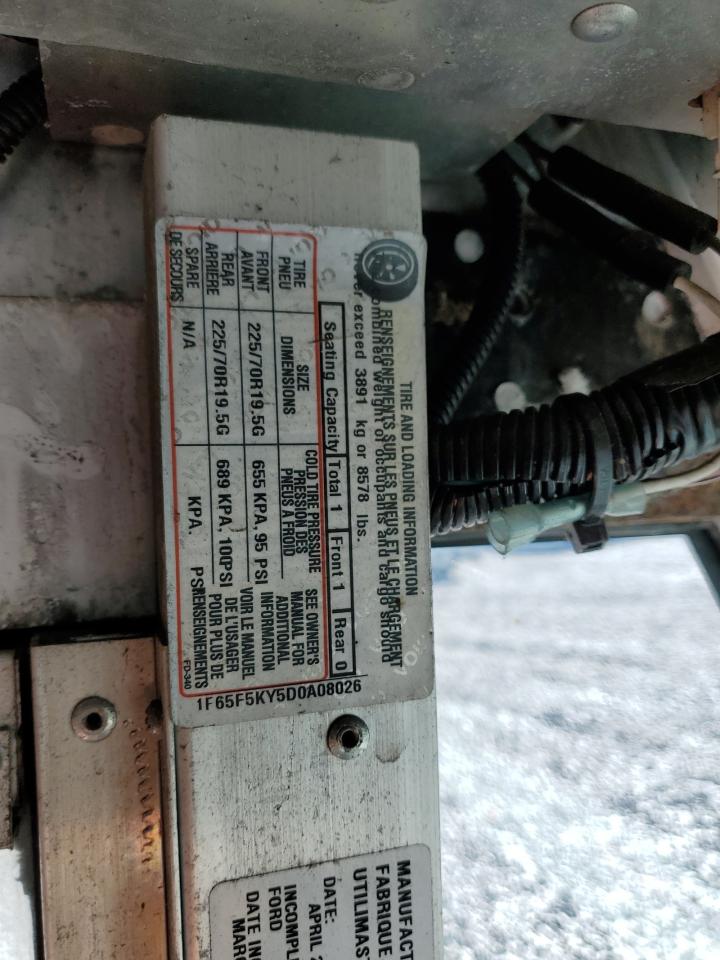 TIRE AND LOADING INFORMATION
RENSEIGNEMENTS SUR LES PNEUS ET LE CHARGEMENT
combined weight of occupants and cargo should
never exceed 3891 kg or 8578 lbs.
Seating Capacity Total 1 Front 1 Rear 0
TIRE PNEU SIZE DIMENSIONS COLD TIRE PRESSURE PRESSION DES PNEUS À FROID
FRONT AVANT 225/70R19.5G 655 KPA, 95 PSI
REAR ARRIÈRE 225/70R19.5G 689 KPA, 100PSI
SPARE DE SECOURS N/A KPA. PSI
SEE OWNER'S
MANUAL FOR
ADDITIONAL
INFORMATION
VOIR LE MANUEL
DE L'USAGER
POUR PLUS DE
RENSEIGNEMENTS
FD-340
1F65F5KY5D0A08026
MANUFACT
FABRIQUE
UTILIMAS
DATE:
APRIL 2
INCOMPL
FORD
DATE INC
MAR